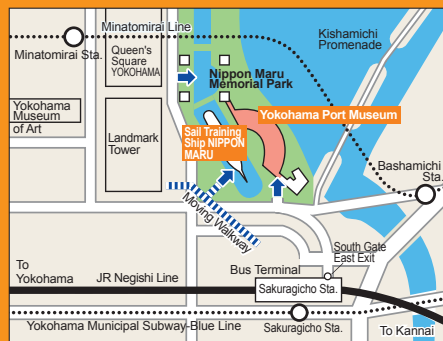 Minatomirai Line
Kishamichi
Promenade
Minatomirai Sta.
Queen's
Square
YOKOHAMA
Nippon Maru
Memorial Park
Yokohama
Museum
of Art
Landmark
Tower
Sail Training
Ship NIPPON
MARU
Yokohama Port Museum
Bashamichi
Sta.
Moving Walkway
South Gate
East Exit
To
Yokohama
JR Negishi Line
Bus Terminal
Sakuragicho Sta.
Yokohama Municipal Subway-Blue Line
Sakuragicho Sta.
To Kannai